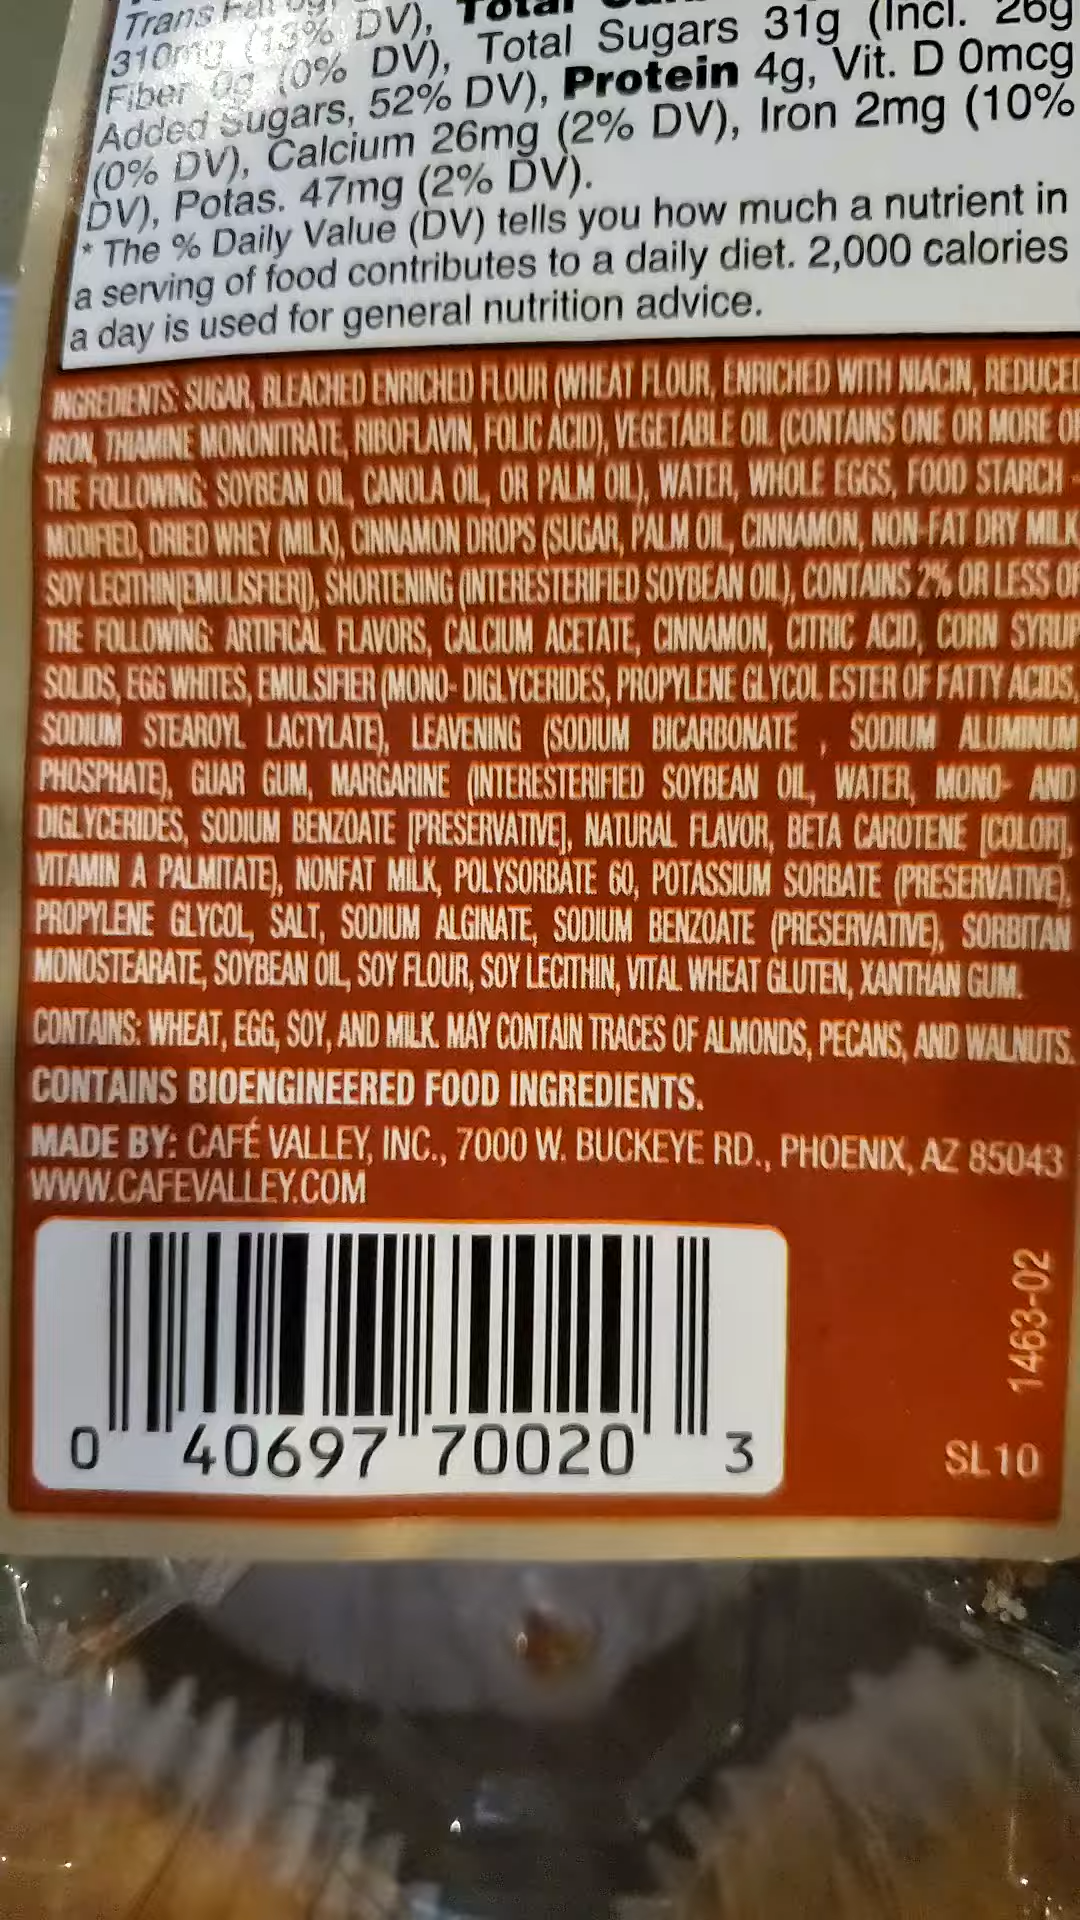 Trans Fat 0g, Total
310mg (13% DV),
Fiber 0g (0% DV), Total Sugars 31g (Incl. 26g
Added Sugars, 52% DV), Protein 4g, Vit. D 0mcg
(0% DV), Calcium 26mg (2% DV), Iron 2mg (10%
DV), Potas. 47mg (2% DV).
* The % Daily Value (DV) tells you how much a nutrient in
a serving of food contributes to a daily diet. 2,000 calories
a day is used for general nutrition advice.
INGREDIENTS: SUGAR, BLEACHED ENRICHED FLOUR (WHEAT FLOUR, ENRICHED WITH NIACIN, REDUCED
IRON, THIAMINE MONONITRATE, RIBOFLAVIN, FOLIC ACID), VEGETABLE OIL (CONTAINS ONE OR MORE OF
THE FOLLOWING: SOYBEAN OIL, CANOLA OIL, OR PALM OIL), WATER, WHOLE EGGS, FOOD STARCH -
MODIFIED, DRIED WHEY (MILK), CINNAMON DROPS (SUGAR, PALM OIL, CINNAMON, NON-FAT DRY MILK
SOY LECITHIN[EMULISFIER]), SHORTENING (INTERESTERIFIED SOYBEAN OIL), CONTAINS 2% OR LESS OF
THE FOLLOWING: ARTIFICAL FLAVORS, CALCIUM ACETATE, CINNAMON, CITRIC ACID, CORN SYRUP
SOLIDS, EGG WHITES, EMULSIFIER (MONO- DIGLYCERIDES, PROPYLENE GLYCOL ESTER OF FATTY ACIDS,
SODIUM STEAROYL LACTYLATE), LEAVENING (SODIUM BICARBONATE , SODIUM ALUMINUM
PHOSPHATE), GUAR GUM, MARGARINE (INTERESTERIFIED SOYBEAN OIL, WATER, MONO- AND
DIGLYCERIDES, SODIUM BENZOATE [PRESERVATIVE], NATURAL FLAVOR, BETA CAROTENE [COLOR],
VITAMIN A PALMITATE), NONFAT MILK, POLYSORBATE 60, POTASSIUM SORBATE (PRESERVATIVE),
PROPYLENE GLYCOL, SALT, SODIUM ALGINATE, SODIUM BENZOATE (PRESERVATIVE), SORBITAN
MONOSTEARATE, SOYBEAN OIL, SOY FLOUR, SOY LECITHIN, VITAL WHEAT GLUTEN, XANTHAN GUM.
CONTAINS: WHEAT, EGG, SOY, AND MILK. MAY CONTAIN TRACES OF ALMONDS, PECANS, AND WALNUTS.
CONTAINS BIOENGINEERED FOOD INGREDIENTS.
MADE BY: CAFÉ VALLEY, INC., 7000 W. BUCKEYE RD., PHOENIX, AZ 85043
WWW.CAFEVALLEY.COM
0 40697 70020 3
1463-02
SL10